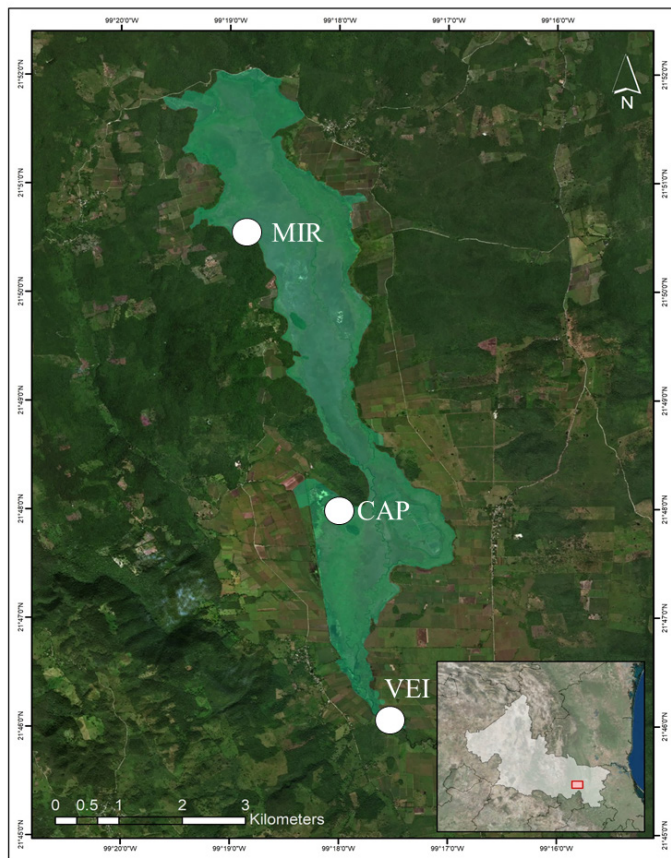 99°20'0"W 99°19'0"W 99°18'0"W 99°17'0"W 99°16'0"W
21°52'0"N 21°52'0"N
N
21°51'0"N 21°51'0"N
MIR
21°50'0"N 21°50'0"N
21°49'0"N 21°49'0"N
21°48'0"N 21°48'0"N
CAP
21°47'0"N 21°47'0"N
VEI
21°46'0"N 21°46'0"N
0 0.5 1 2 3
Kilometers
21°45'0"N 21°45'0"N
99°20'0"W 99°19'0"W 99°18'0"W 99°17'0"W 99°16'0"W